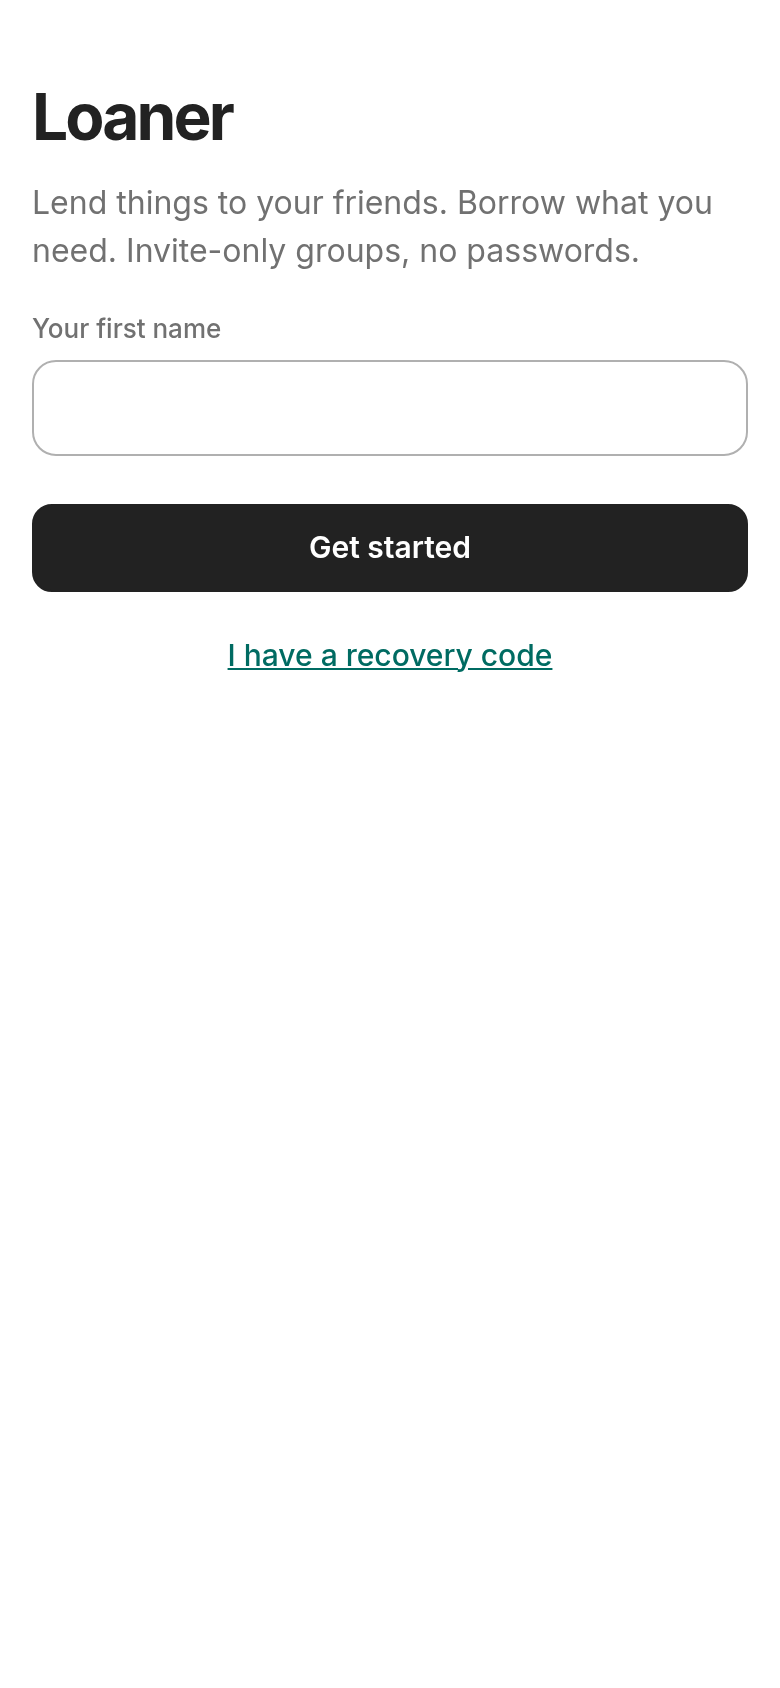 Loaner
Lend things to your friends. Borrow what you
need. Invite-only groups, no passwords.
Your first name
Get started
I have a recovery code